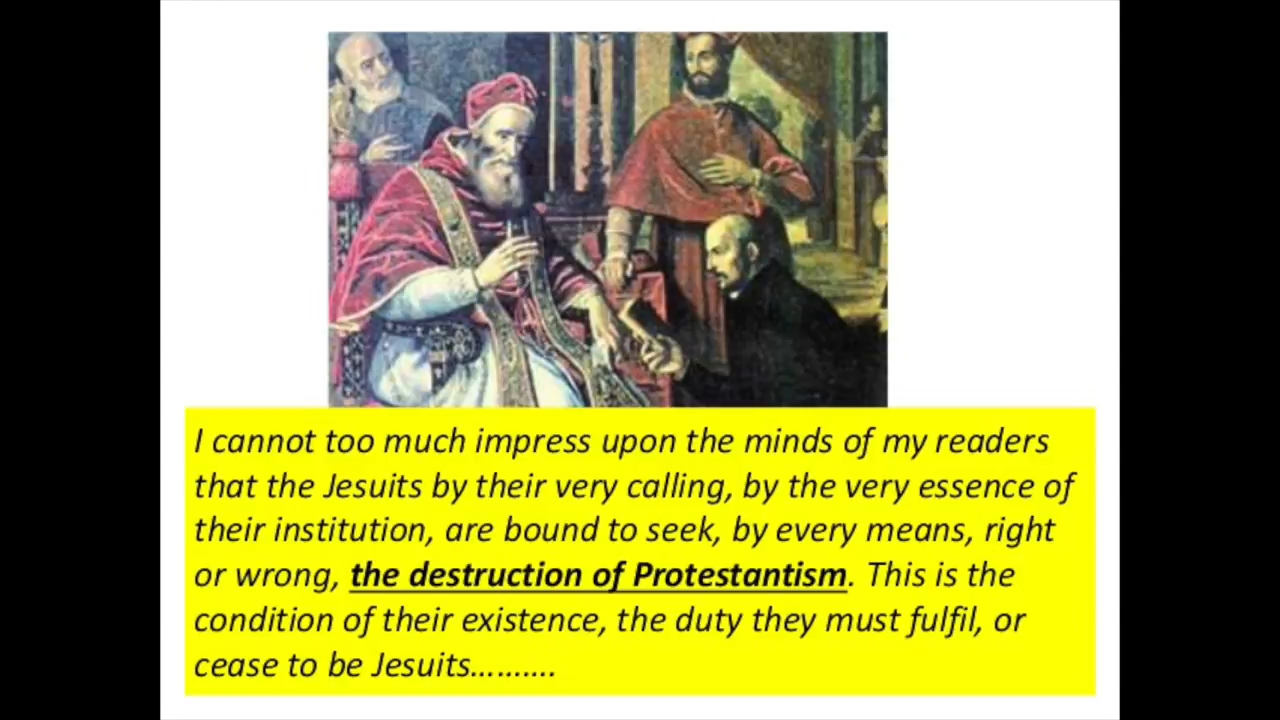 I cannot too much impress upon the minds of my readers
that the Jesuits by their very calling, by the very essence of
their institution, are bound to seek, by every means, right
or wrong, the destruction of Protestantism. This is the
condition of their existence, the duty they must fulfil, or
cease to be Jesuits……….